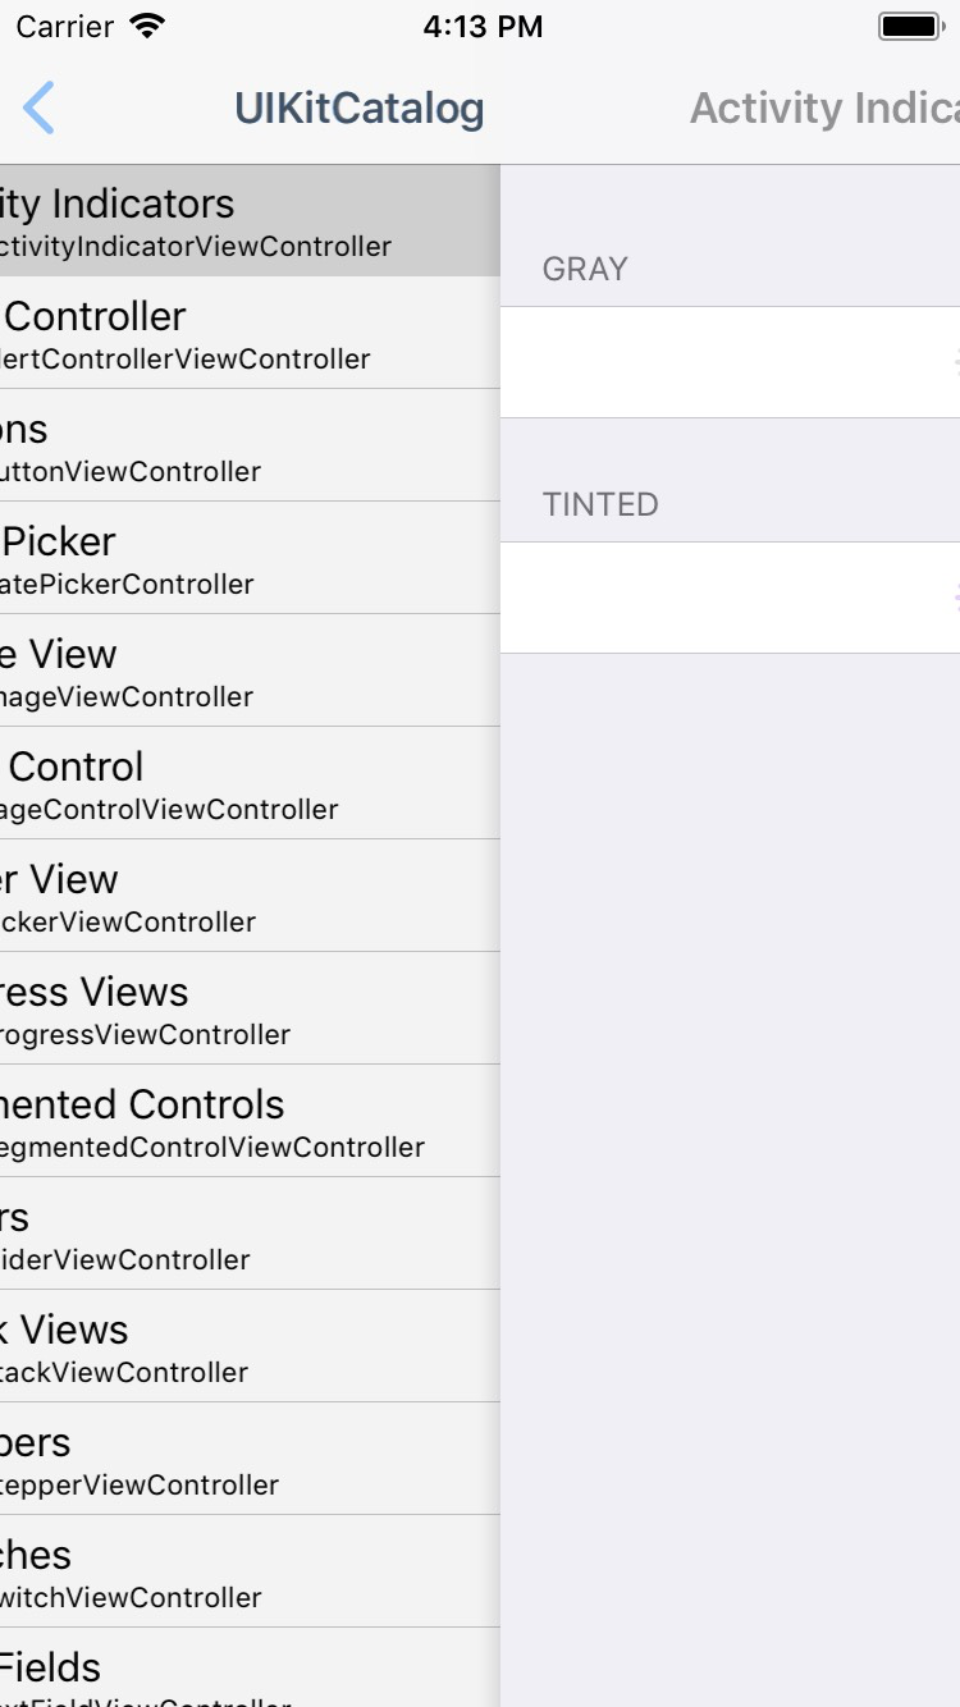 Carrier 4:13 PM
UIKitCatalog Activity Indica
ity Indicators
ctivityIndicatorViewController
GRAY
Controller
lertControllerViewController
ons
uttonViewController
TINTED
Picker
atePickerController
e View
nageViewController
Control
ageControlViewController
er View
ckerViewController
ress Views
rogressViewController
nented Controls
egmentedControlViewController
rs
iderViewController
k Views
tackViewController
pers
tepperViewController
ches
witchViewController
Fields
extFieldViewController